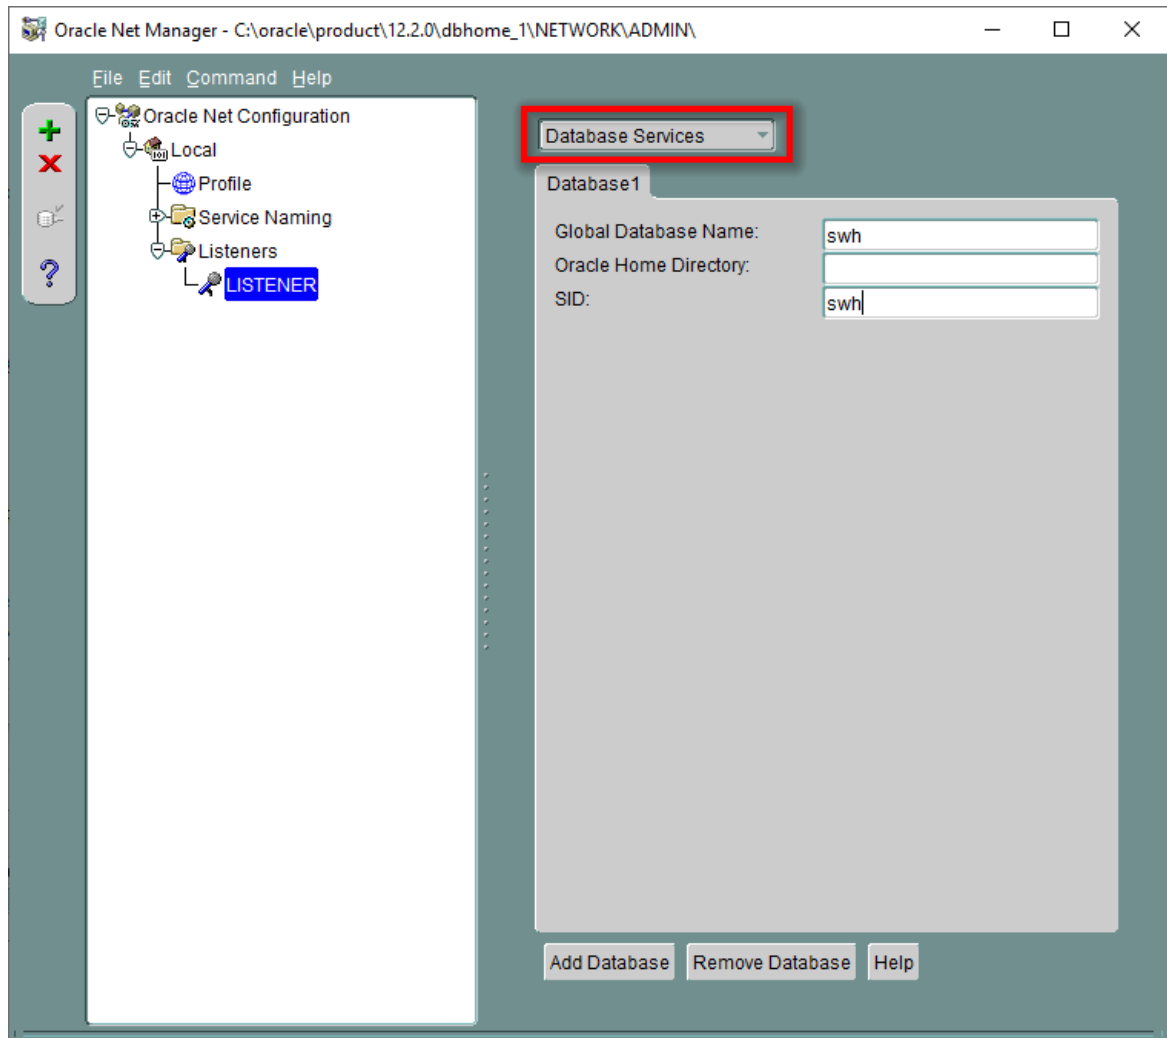 Oracle Net Manager - C:\oracle\product\12.2.0\dbhome_1\NETWORK\ADMIN\
File Edit Command Help
Oracle Net Configuration
Local
Profile
Service Naming
Listeners
LISTENER
Database Services
Database1
Global Database Name: swh
Oracle Home Directory:
SID: swh
Add Database Remove Database Help